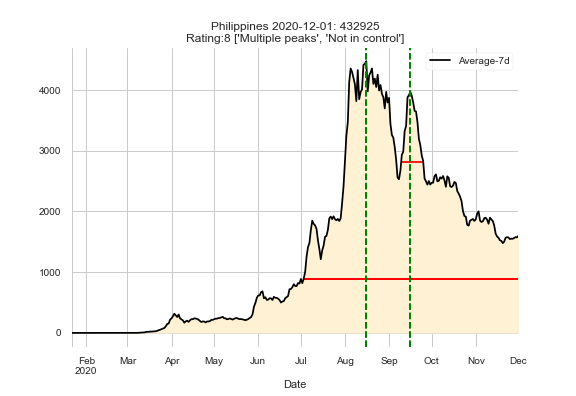 Philippines 2020-12-01: 432925
Rating:8 ['Multiple peaks', 'Not in control']
Average-7d
4000
3000
2000
1000
0
Feb Mar Apr May Jun Jul Aug Sep Oct Nov Dec
2020
Date